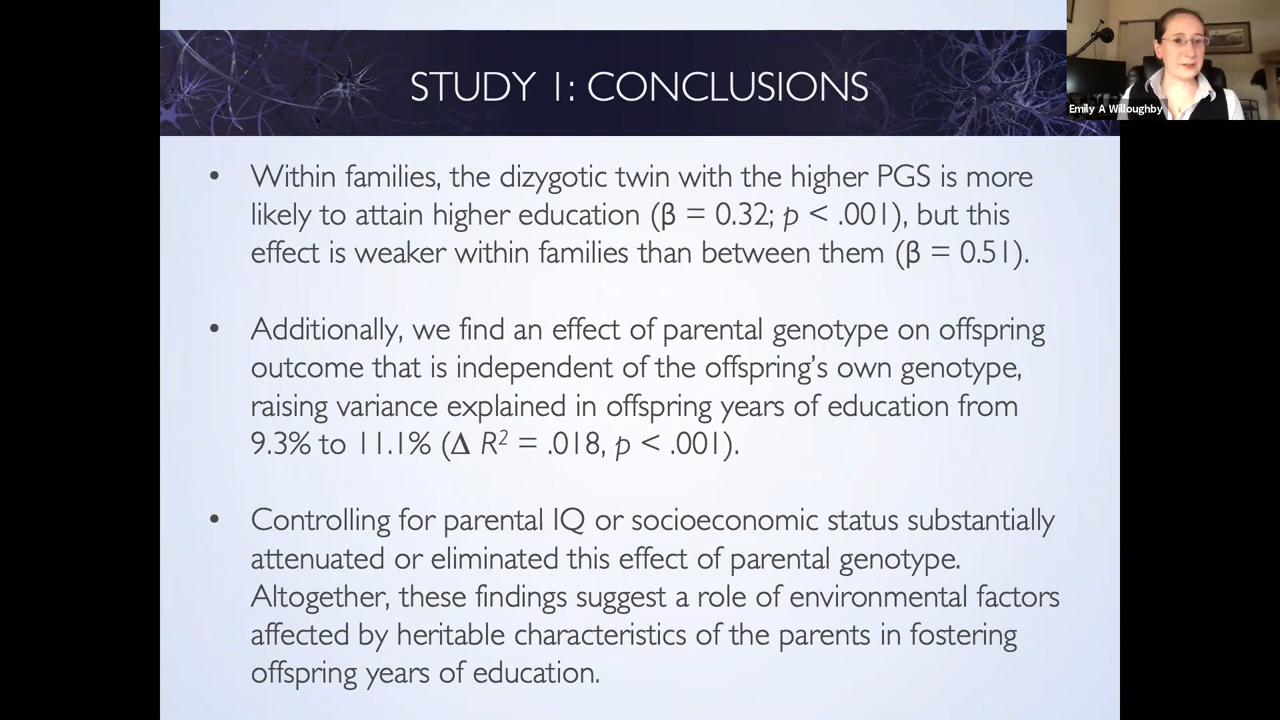 STUDY 1: CONCLUSIONS
Emily A Willoughby
• Within families, the dizygotic twin with the higher PGS is more
likely to attain higher education (β = 0.32; p < .001), but this
effect is weaker within families than between them (β = 0.51).
• Additionally, we find an effect of parental genotype on offspring
outcome that is independent of the offspring’s own genotype,
raising variance explained in offspring years of education from
9.3% to 11.1% (Δ R² = .018, p < .001).
• Controlling for parental IQ or socioeconomic status substantially
attenuated or eliminated this effect of parental genotype.
Altogether, these findings suggest a role of environmental factors
affected by heritable characteristics of the parents in fostering
offspring years of education.